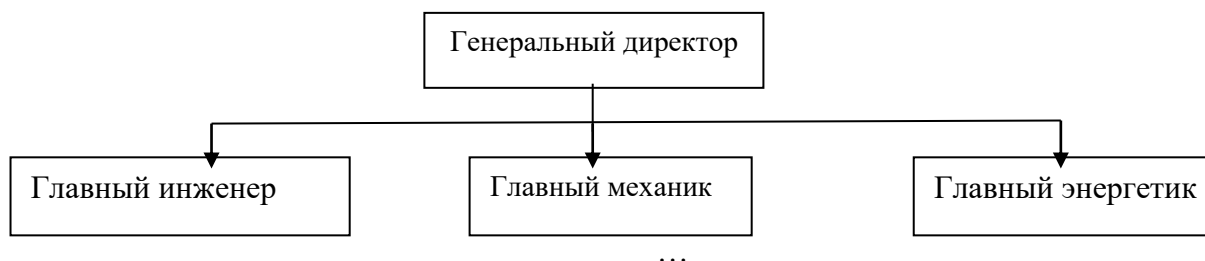 Генеральный директор
Главный инженер
Главный механик
Главный энергетик
...